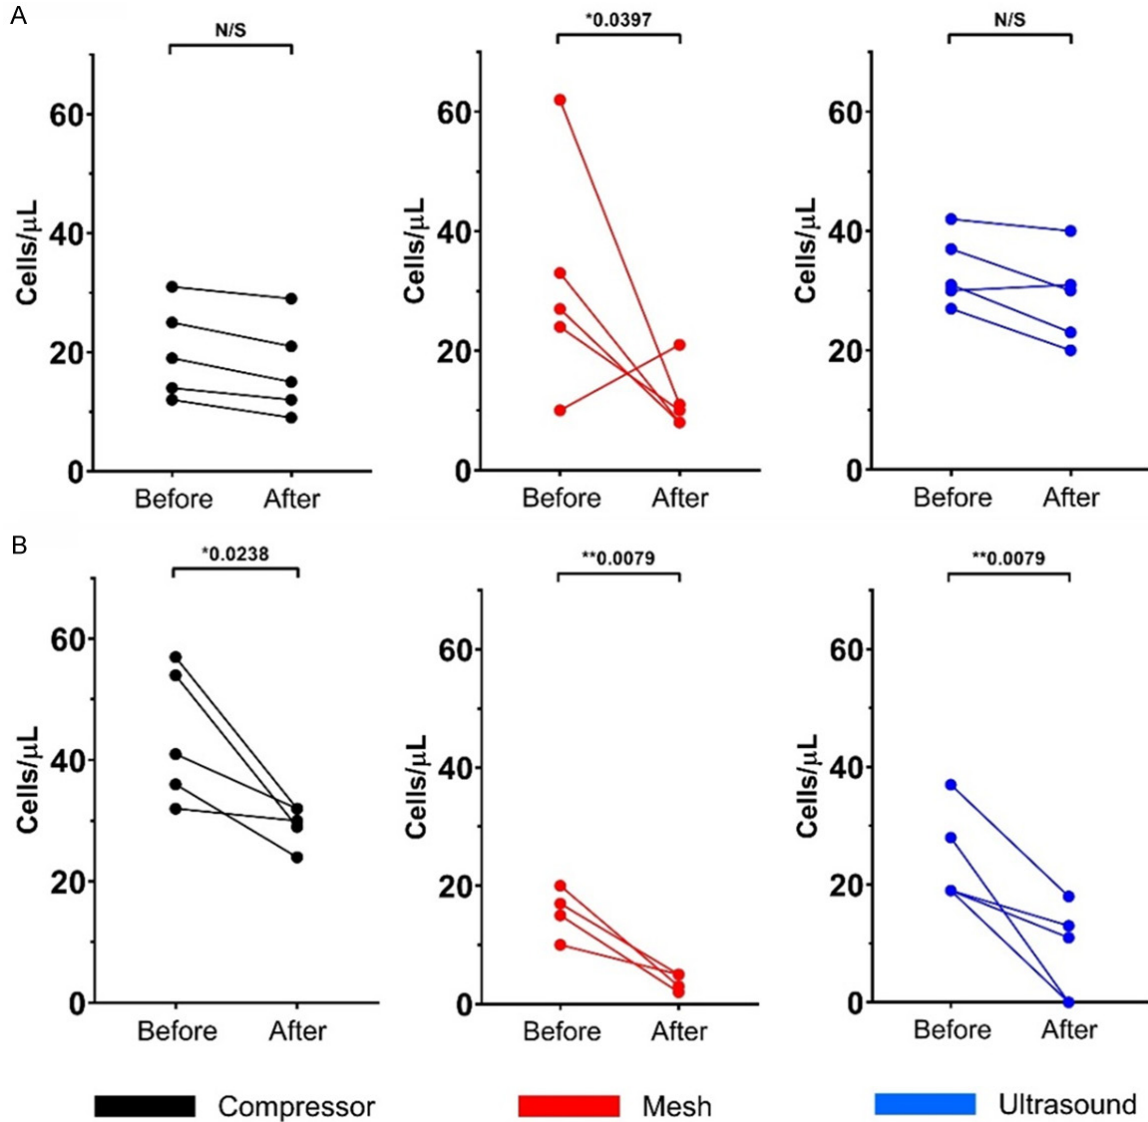 A
N/S
*0.0397
N/S
Cells/μL
60
40
20
0
Before After
Cells/μL
60
40
20
0
Before After
Cells/μL
60
40
20
0
Before After
B
*0.0238
**0.0079
**0.0079
Cells/μL
60
40
20
0
Before After
Cells/μL
60
40
20
0
Before After
Cells/μL
60
40
20
0
Before After
Compressor
Mesh
Ultrasound